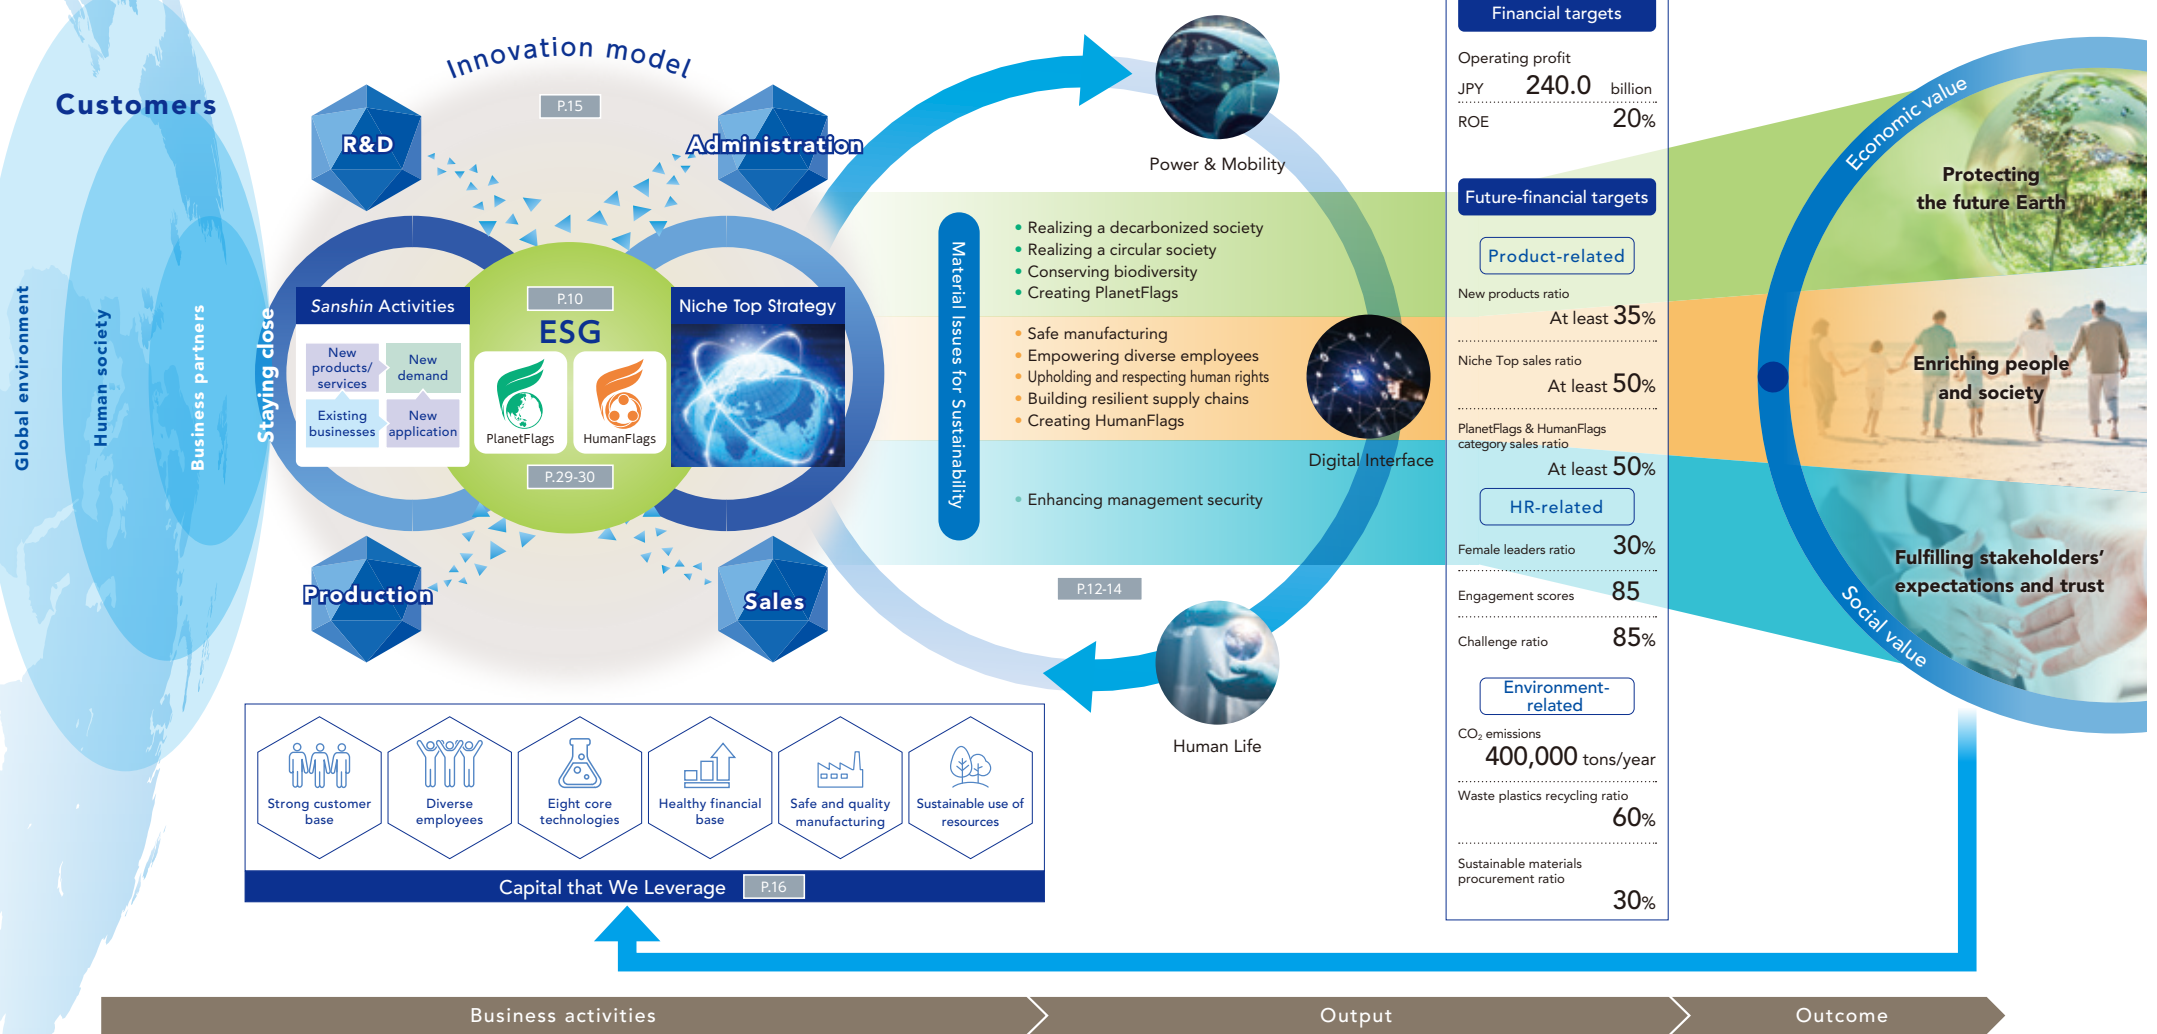 Customers
Global environment
Human society
Business partners
Staying close
Innovation model
P.15
R&D
Administration
Sanshin Activities
New
products/
services
New
demand
Existing
businesses
New
application
P.10
ESG
PlanetFlags
HumanFlags
P.29-30
Niche Top Strategy
Production
Sales
Strong customer
base
Diverse
employees
Eight core
technologies
Healthy financial
base
Safe and quality
manufacturing
Sustainable use of
resources
Capital that We Leverage
P.16
Power & Mobility
Material Issues for Sustainability
• Realizing a decarbonized society
• Realizing a circular society
• Conserving biodiversity
• Creating PlanetFlags
• Safe manufacturing
• Empowering diverse employees
• Upholding and respecting human rights
• Building resilient supply chains
• Creating HumanFlags
• Enhancing management security
Digital Interface
P.12-14
Human Life
Financial targets
Operating profit
JPY 240.0 billion
ROE 20%
Future-financial targets
Product-related
New products ratio
At least 35%
Niche Top sales ratio
At least 50%
PlanetFlags & HumanFlags
category sales ratio
At least 50%
HR-related
Female leaders ratio 30%
Engagement scores 85
Challenge ratio 85%
Environment-
related
CO2 emissions
400,000 tons/year
Waste plastics recycling ratio
60%
Sustainable materials
procurement ratio
30%
Economic value
Protecting
the future Earth
Enriching people
and society
Fulfilling stakeholders’
expectations and trust
Social value
Business activities
Output
Outcome